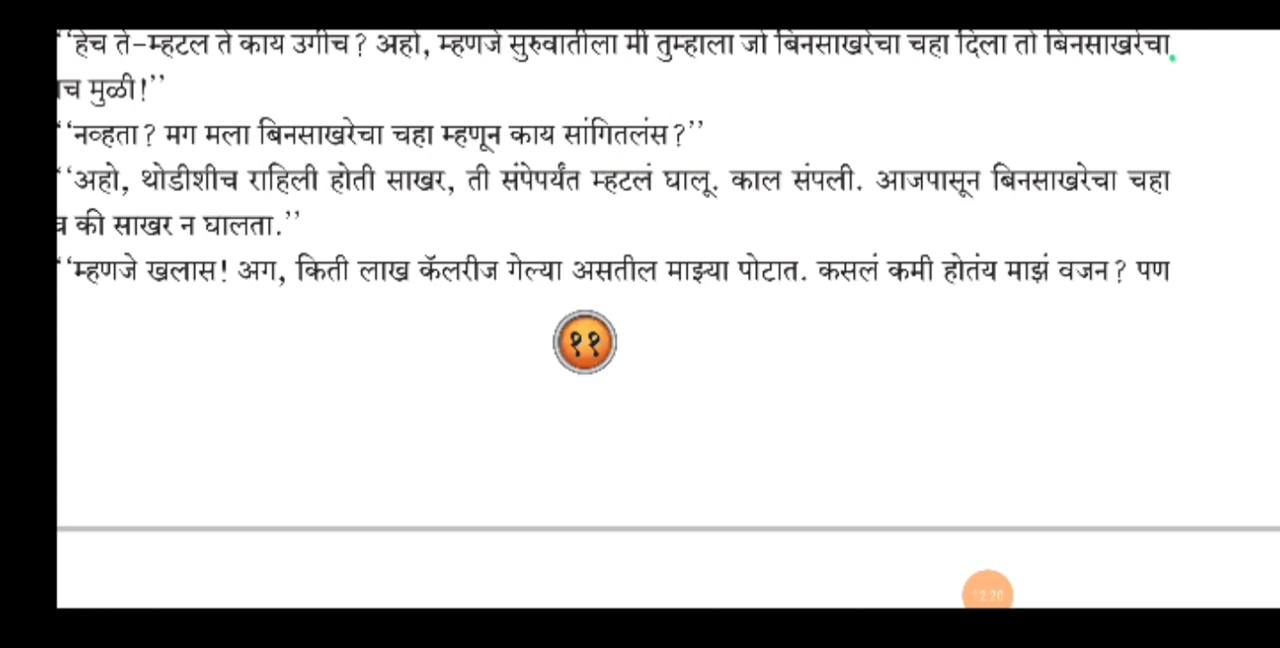 ‘‘हेच ते–म्हटल ते काय उगीच? अहो, म्हणजे सुरुवातीला मी तुम्हाला जो बिनसाखरेचा चहा दिला तो बिनसाखरेचा
च मुळी!’’
‘‘नव्हता? मग मला बिनसाखरेचा चहा म्हणून काय सांगितलंस?’’
‘‘अहो, थोडीशीच राहिली होती साखर, ती संपेपर्यंत म्हटलं घालू. काल संपली. आजपासून बिनसाखरेचा चहा
की साखर न घालता.’’
‘‘म्हणजे खलास! अग, किती लाख कॅलरीज गेल्या असतील माझ्या पोटात. कसलं कमी होतंय माझं वजन? पण
११
12:20